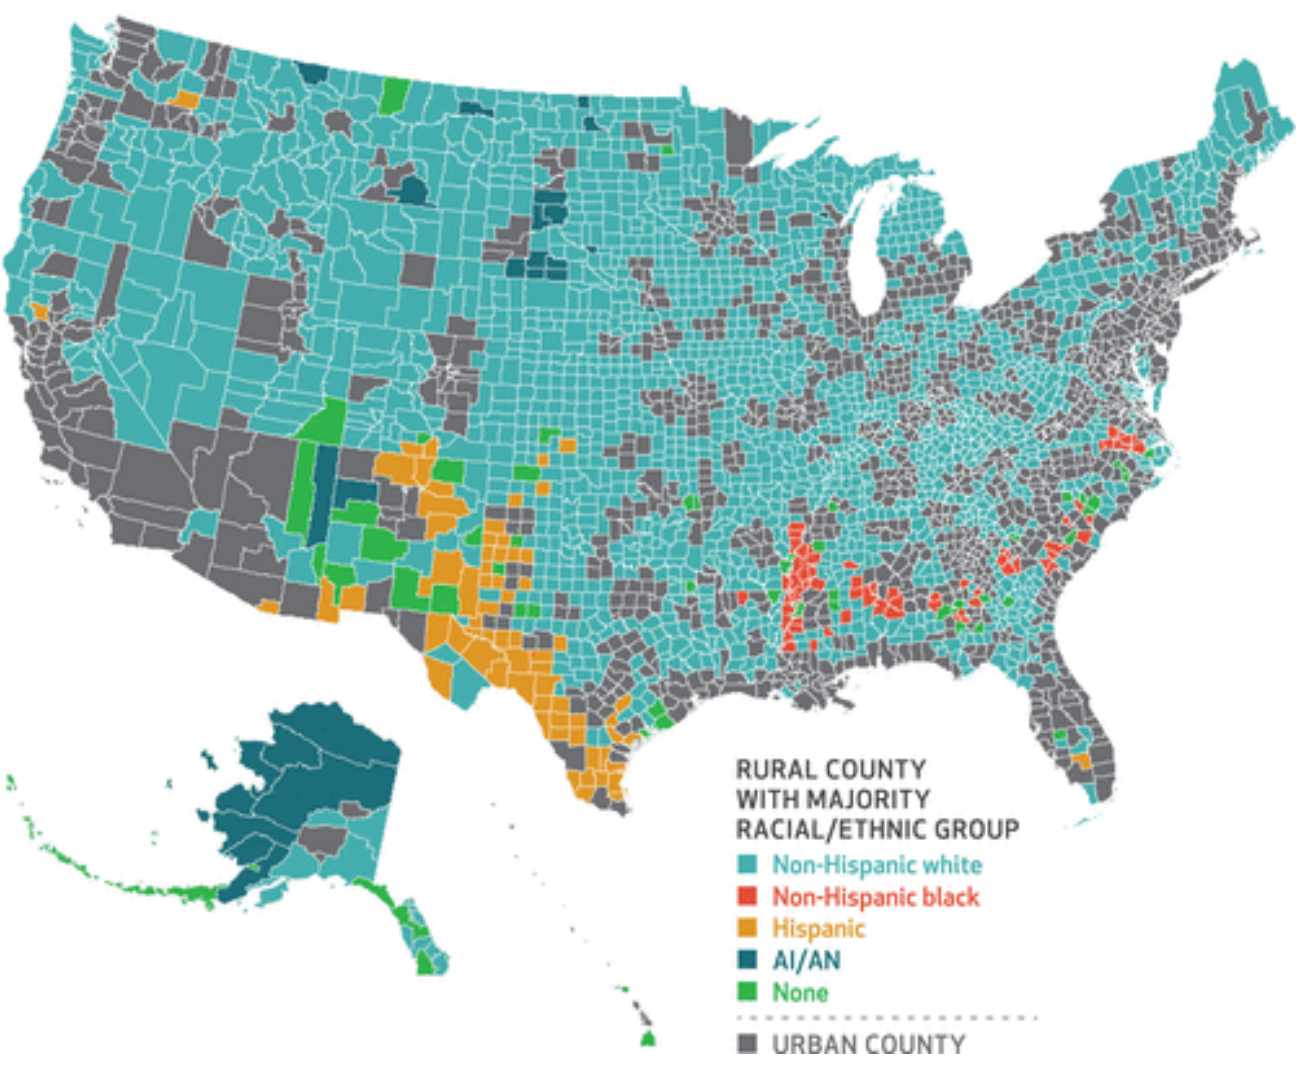 RURAL COUNTY
WITH MAJORITY
RACIAL/ETHNIC GROUP
Non-Hispanic white
Non-Hispanic black
Hispanic
AI/AN
None
URBAN COUNTY